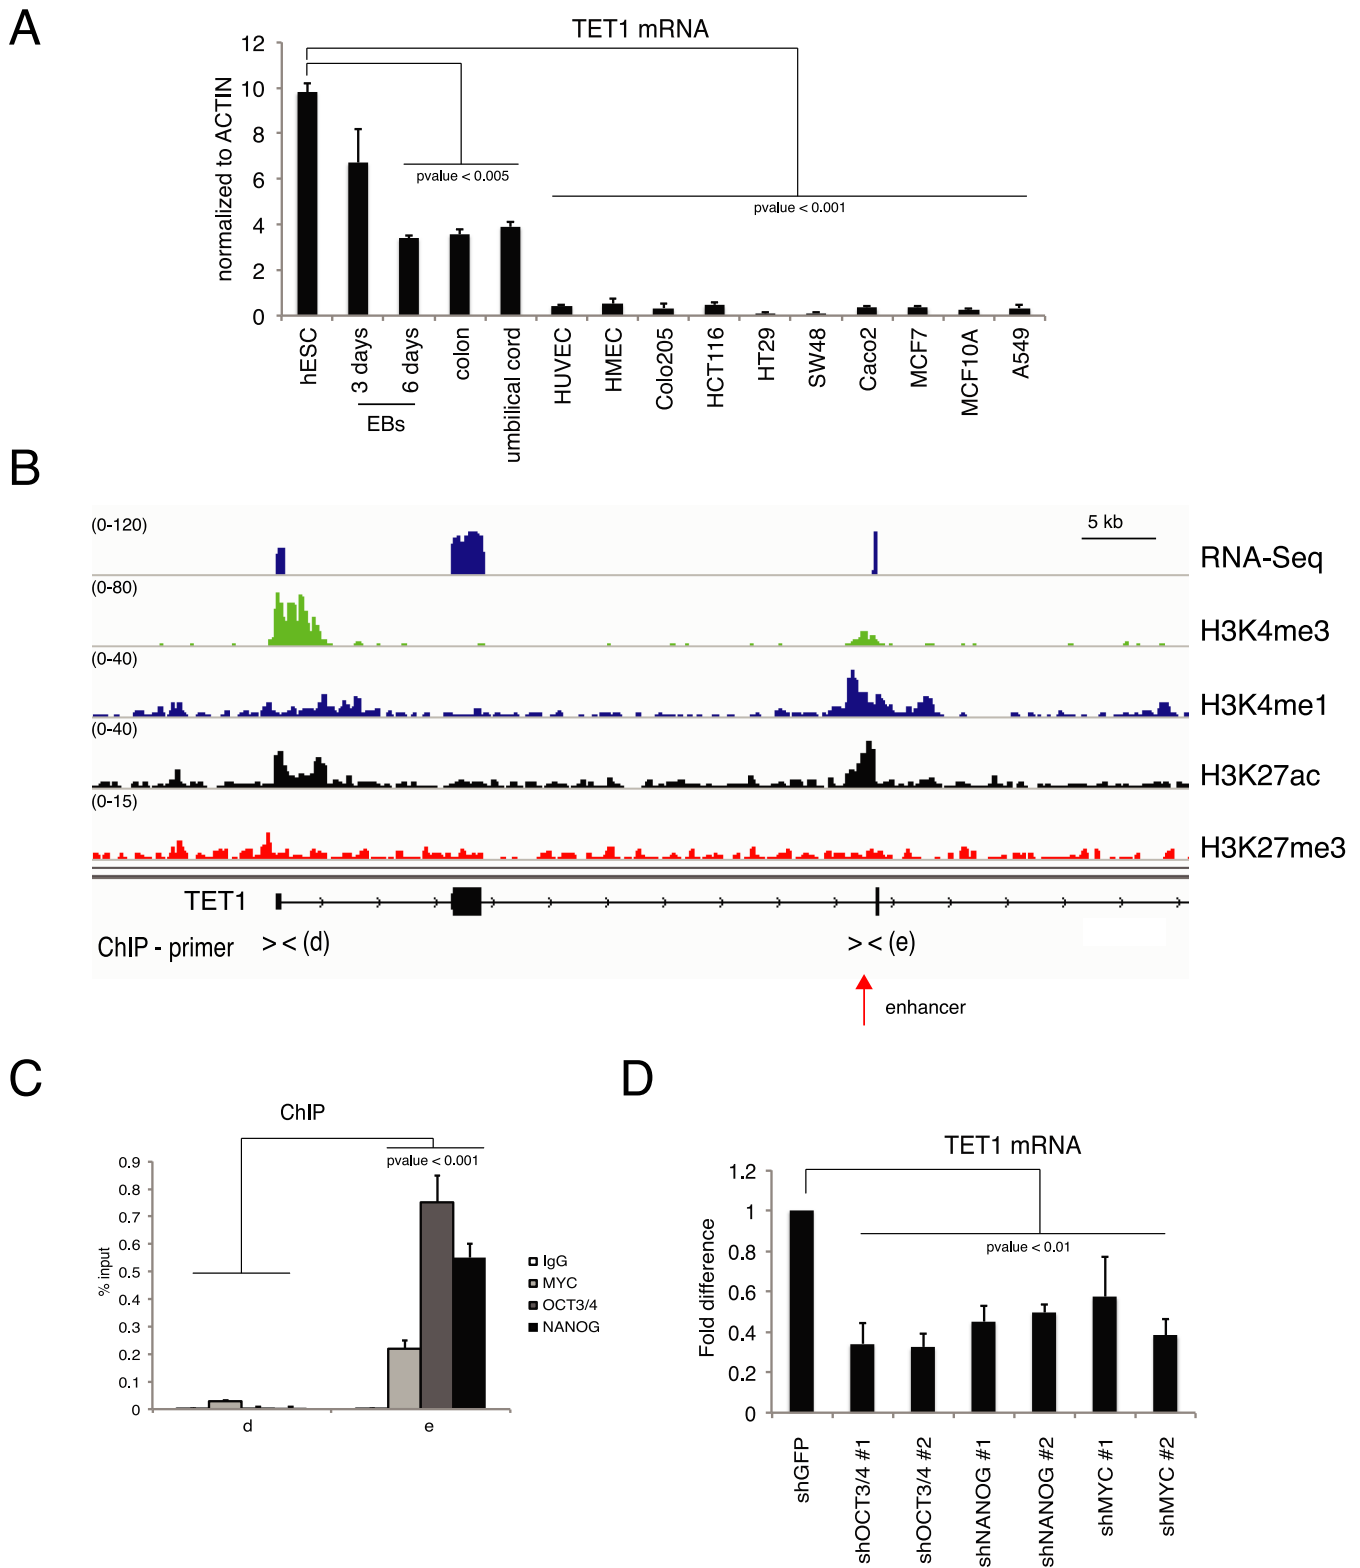 A
TET1 mRNA
normalized to ACTIN
12
10
8
6
4
2
0
pvalue < 0.005
pvalue < 0.001
hESC
3 days
6 days
colon
umbilical cord
HUVEC
HMEC
Colo205
HCT116
HT29
SW48
Caco2
MCF7
MCF10A
A549
EBs
B
(0-120)
5 kb
RNA-Seq
(0-80)
H3K4me3
(0-40)
H3K4me1
(0-40)
H3K27ac
(0-15)
H3K27me3
TET1
ChIP - primer > < (d) > < (e)
enhancer
C
ChIP
pvalue < 0.001
% input
0.9
0.8
0.7
0.6
0.5
0.4
0.3
0.2
0.1
0
d
e
IgG
MYC
OCT3/4
NANOG
D
TET1 mRNA
Fold difference
1.2
1
0.8
0.6
0.4
0.2
0
pvalue < 0.01
shGFP
shOCT3/4 #1
shOCT3/4 #2
shNANOG #1
shNANOG #2
shMYC #1
shMYC #2